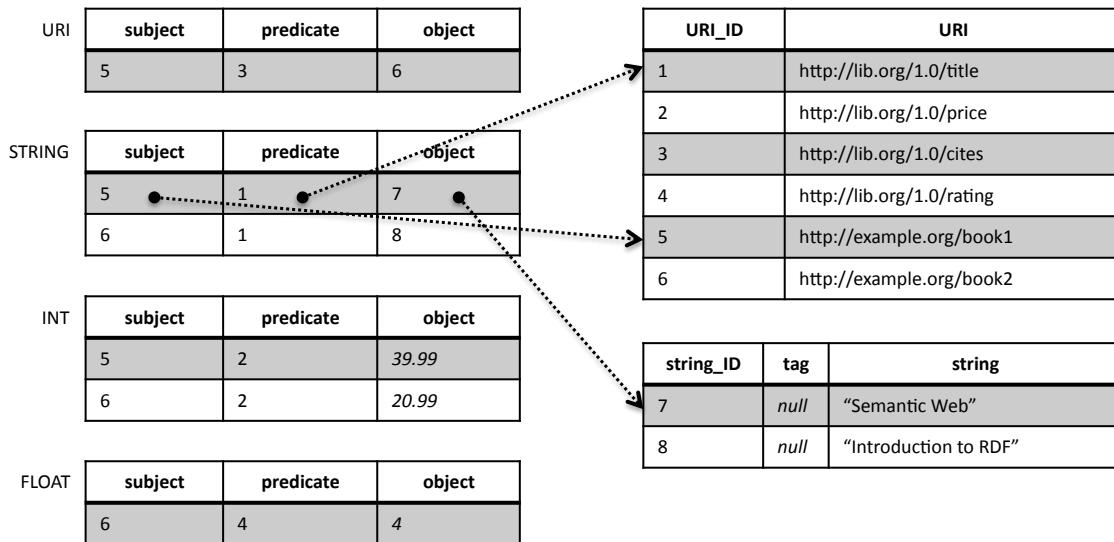 URI
subject predicate object
5 3 6
STRING
subject predicate object
5 1 7
6 1 8
INT
subject predicate object
5 2 39.99
6 2 20.99
FLOAT
subject predicate object
6 4 4
URI_ID URI
1 http://lib.org/1.0/title
2 http://lib.org/1.0/price
3 http://lib.org/1.0/cites
4 http://lib.org/1.0/rating
5 http://example.org/book1
6 http://example.org/book2
string_ID tag string
7 null “Semantic Web”
8 null “Introduction to RDF”